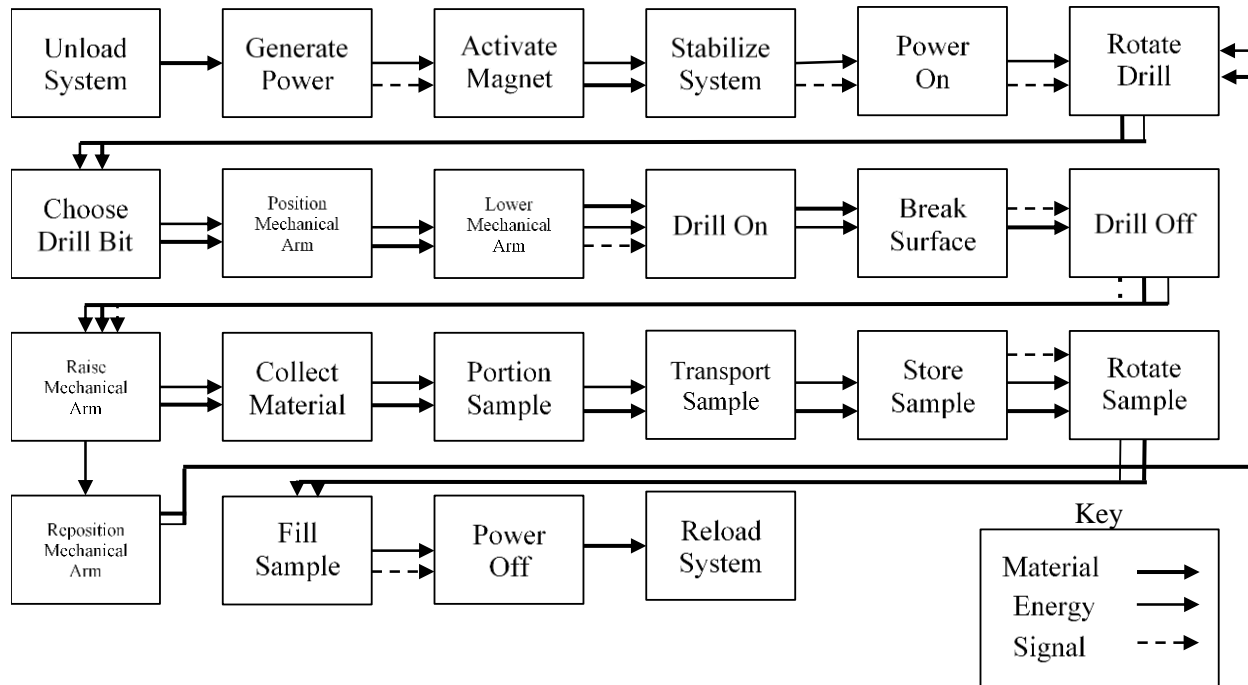 Unload
System
Generate
Power
Activate
Magnet
Stabilize
System
Power
On
Rotate
Drill
Choose
Drill Bit
Position
Mechanical
Arm
Lower
Mechanical
Arm
Drill On
Break
Surface
Drill Off
Raise
Mechanical
Arm
Collect
Material
Portion
Sample
Transport
Sample
Store
Sample
Rotate
Sample
Reposition
Mechanical
Arm
Fill
Sample
Power
Off
Reload
System
Key
Material
Energy
Signal